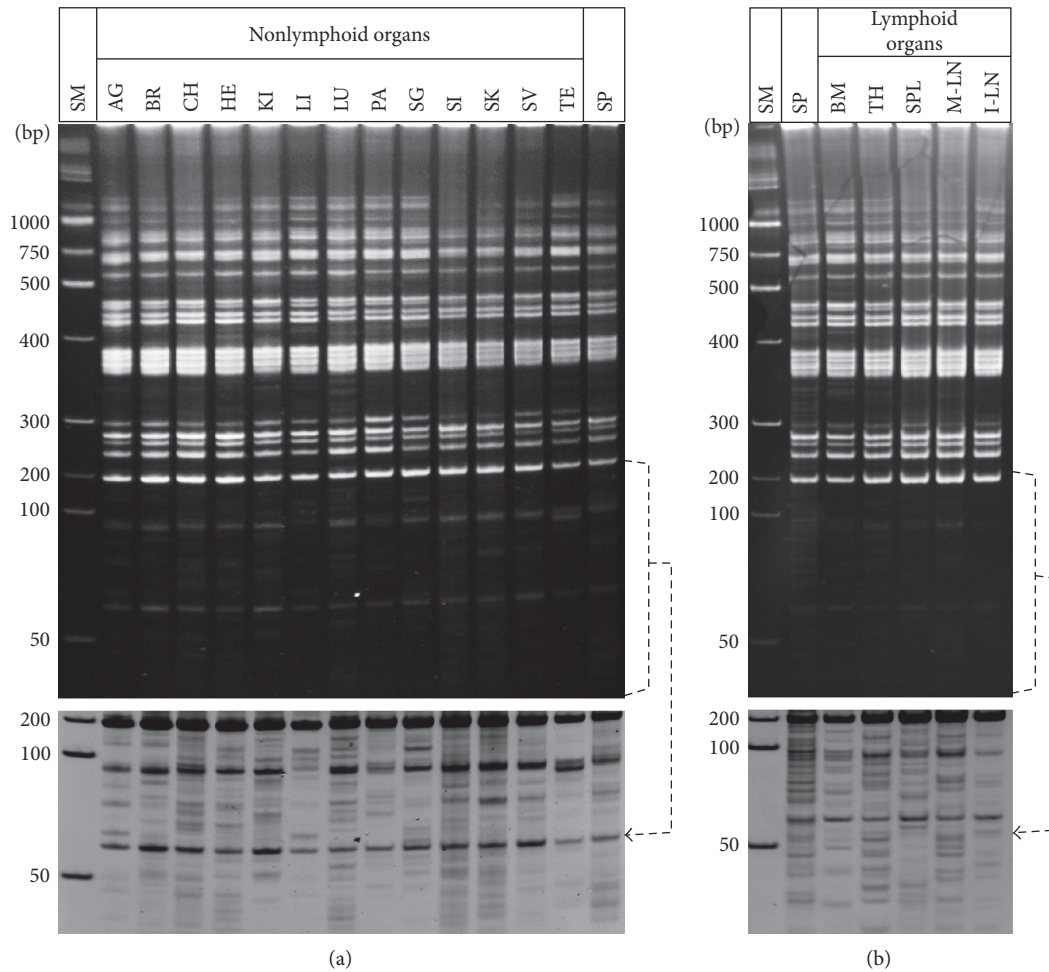 Nonlymphoid organs
SM AG BR CH HE KI LI LU PA SG SI SK SV TE SP
(bp)
1000
750
500
400
300
200
100
50
200
100
50
(a)
Lymphoid
organs
SM SP BM TH SPL M-LN I-LN
(bp)
1000
750
500
400
300
200
100
50
200
100
50
(b)